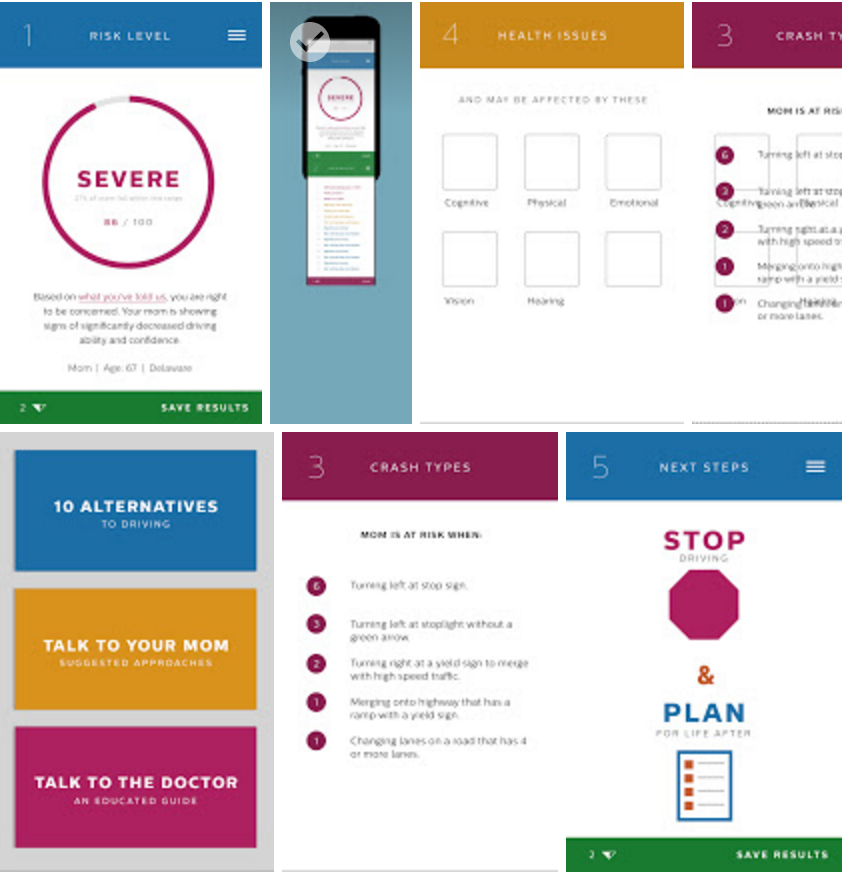 1
RISK LEVEL
SEVERE
86 / 100
Based on what you've told us, you are right
to be concerned. Your mom is showing
signs of significantly decreased driving
ability and confidence.
Mom | Age: 67 | Delaware
2
SAVE RESULTS
SEVERE
4
HEALTH ISSUES
AND MAY BE AFFECTED BY THESE
Cognitive
Physical
Emotional
Vision
Hearing
3
CRASH TY
MOM IS AT RIS
6
Turning left at stop
3
Turning left at stop
green arrow.
Cognitive
Physical
2
Turning right at a y
with high speed tr
1
Merging onto high
ramp with a yield s
1
Changing lanes on
or more lanes.
10 ALTERNATIVES
TO DRIVING
TALK TO YOUR MOM
SUGGESTED APPROACHES
TALK TO THE DOCTOR
AN EDUCATED GUIDE
3
CRASH TYPES
MOM IS AT RISK WHEN:
6
Turning left at stop sign.
3
Turning left at stoplight without a
green arrow.
2
Turning right at a yield sign to merge
with high speed traffic.
1
Merging onto highway that has a
ramp with a yield sign.
1
Changing lanes on a road that has 4
or more lanes.
5
NEXT STEPS
STOP
DRIVING
&
PLAN
FOR LIFE AFTER
2
SAVE RESULTS